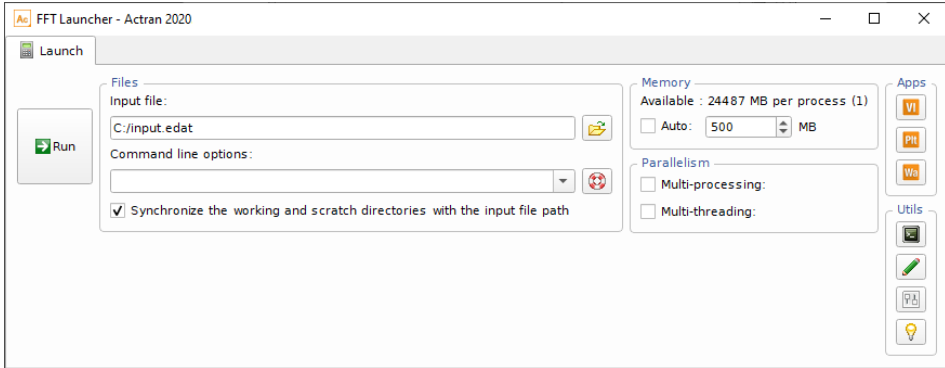 Ac FFT Launcher - Actran 2020
Launch
Run
Files
Input file:
C:/input.edat
Command line options:
Synchronize the working and scratch directories with the input file path
Memory
Available : 24487 MB per process (1)
Auto: 500 MB
Parallelism
Multi-processing:
Multi-threading:
Apps
VI
Plt
Wa
Utils